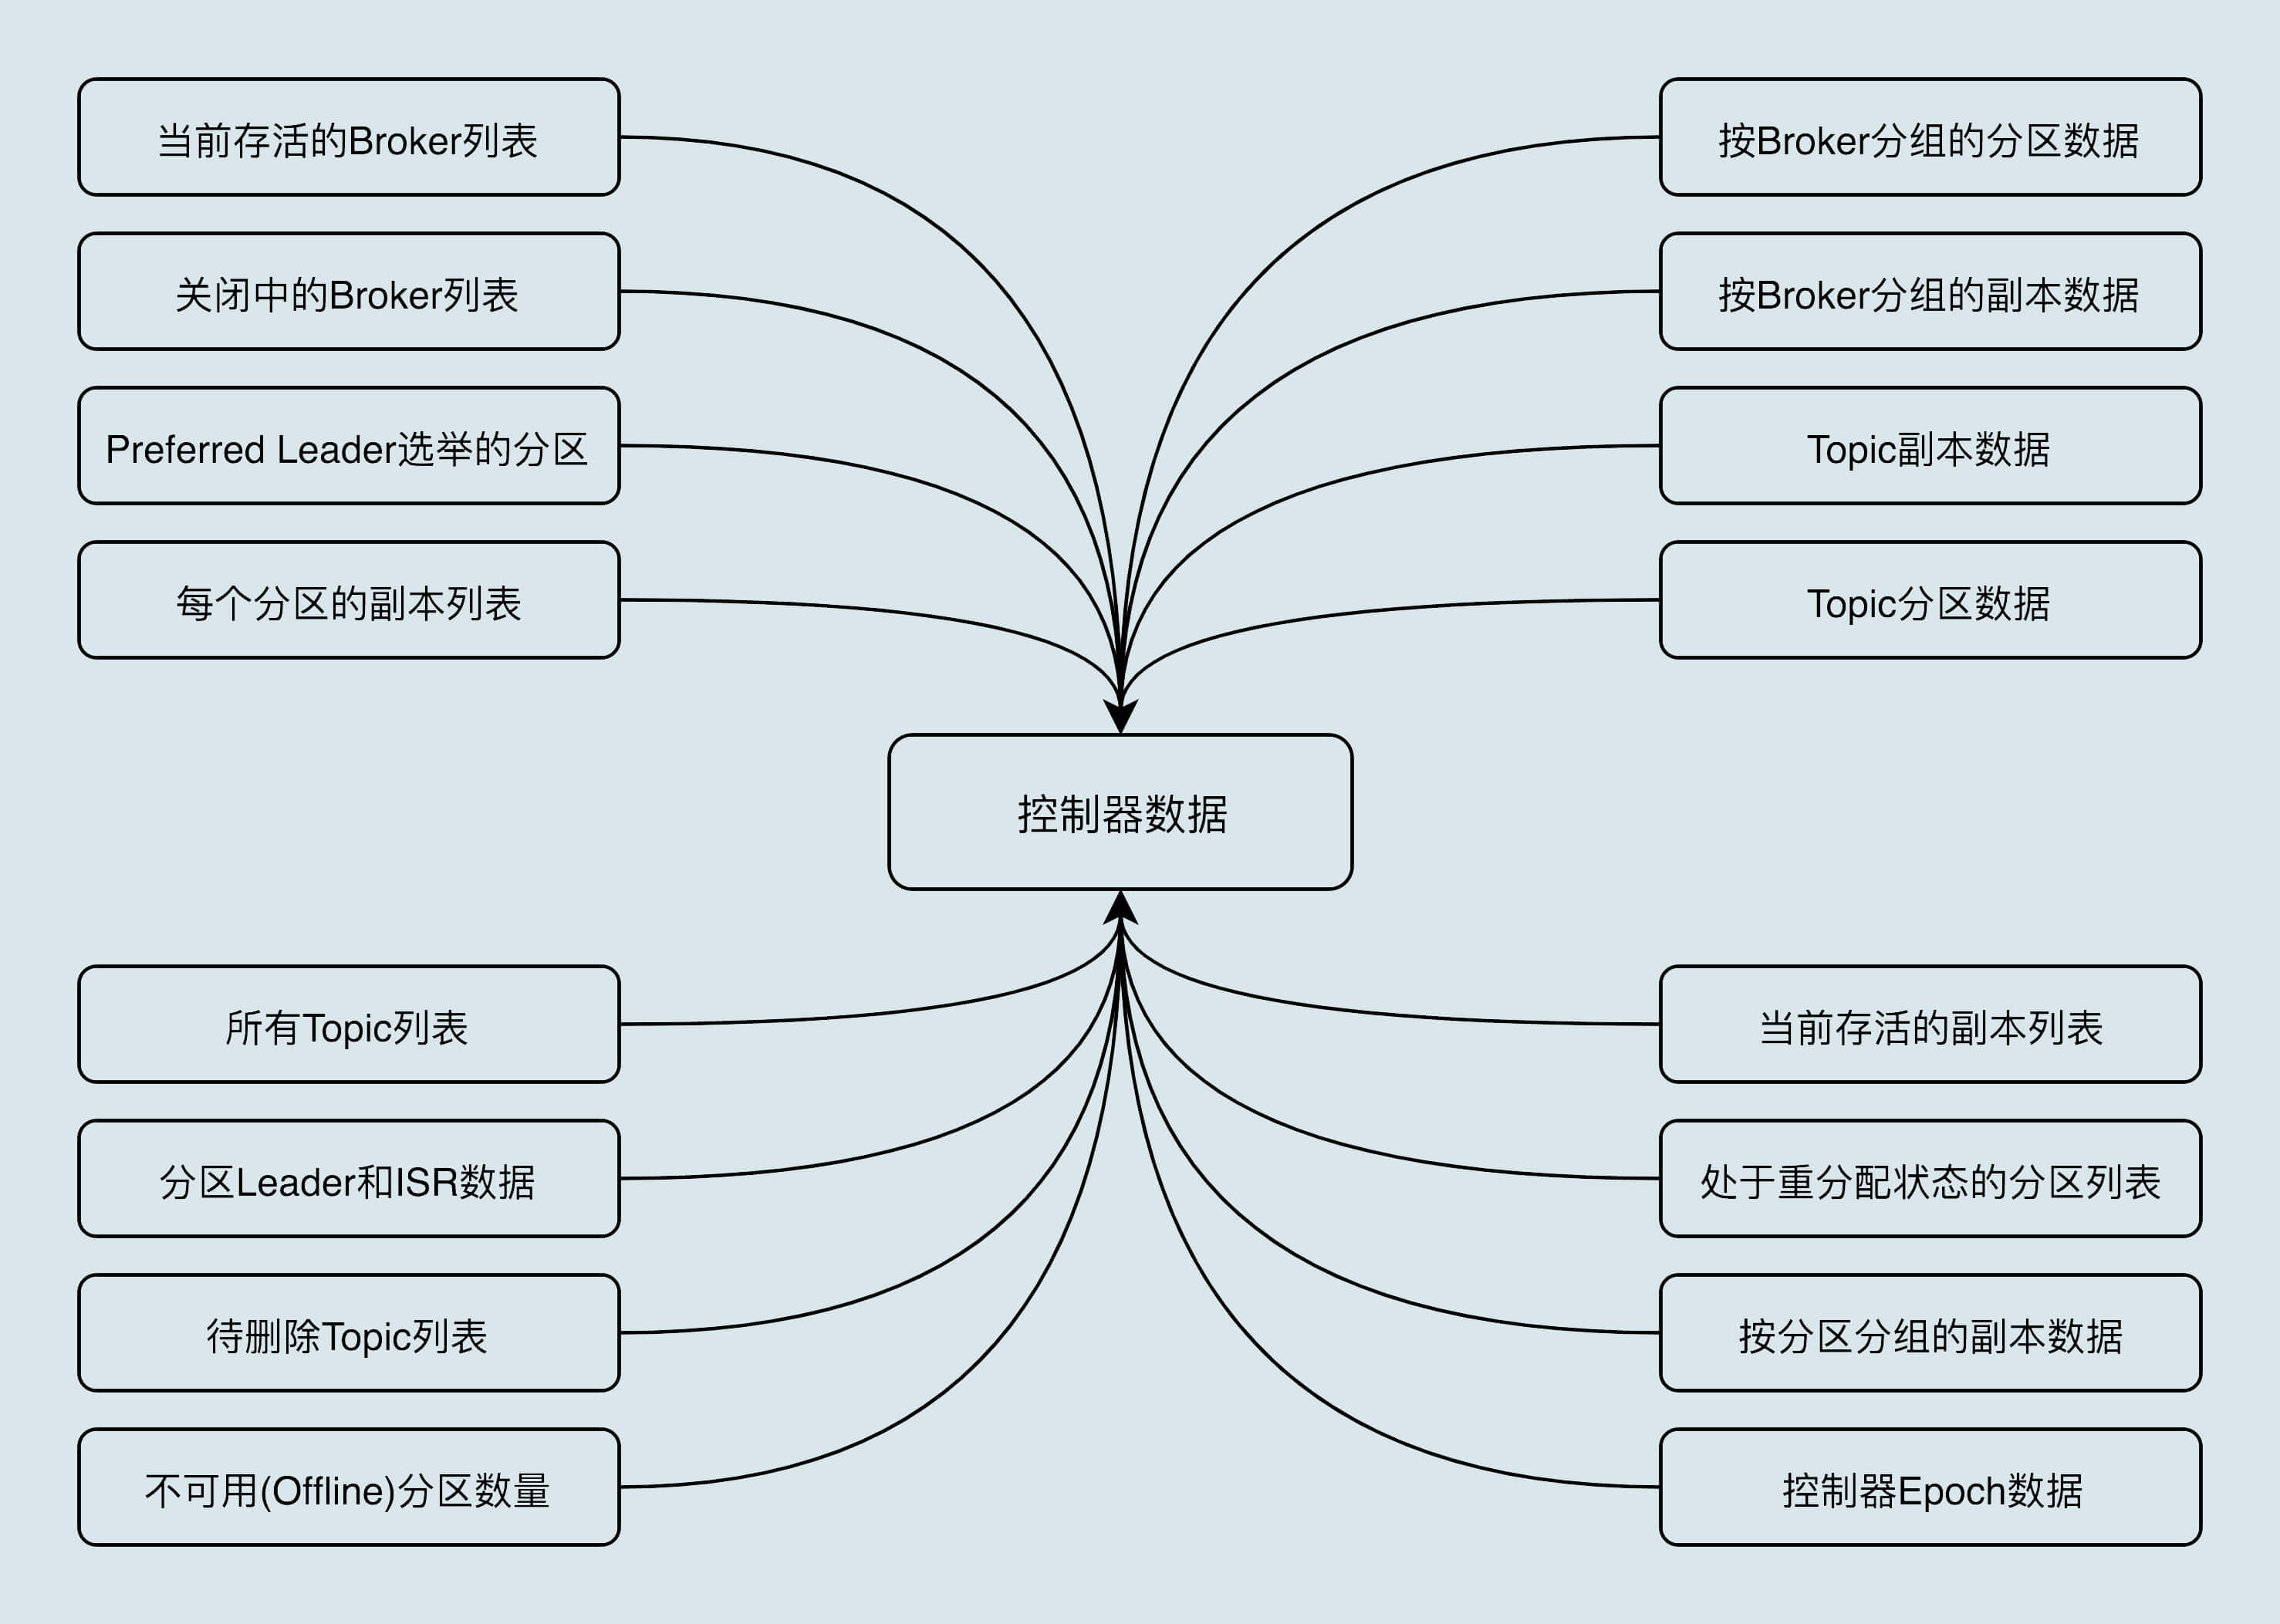 当前存活的Broker列表
关闭中的Broker列表
Preferred Leader选举的分区
每个分区的副本列表
按Broker分组的分区数据
按Broker分组的副本数据
Topic副本数据
Topic分区数据
控制器数据
所有Topic列表
分区Leader和ISR数据
待删除Topic列表
不可用(Offline)分区数量
当前存活的副本列表
处于重分配状态的分区列表
按分区分组的副本数据
控制器Epoch数据